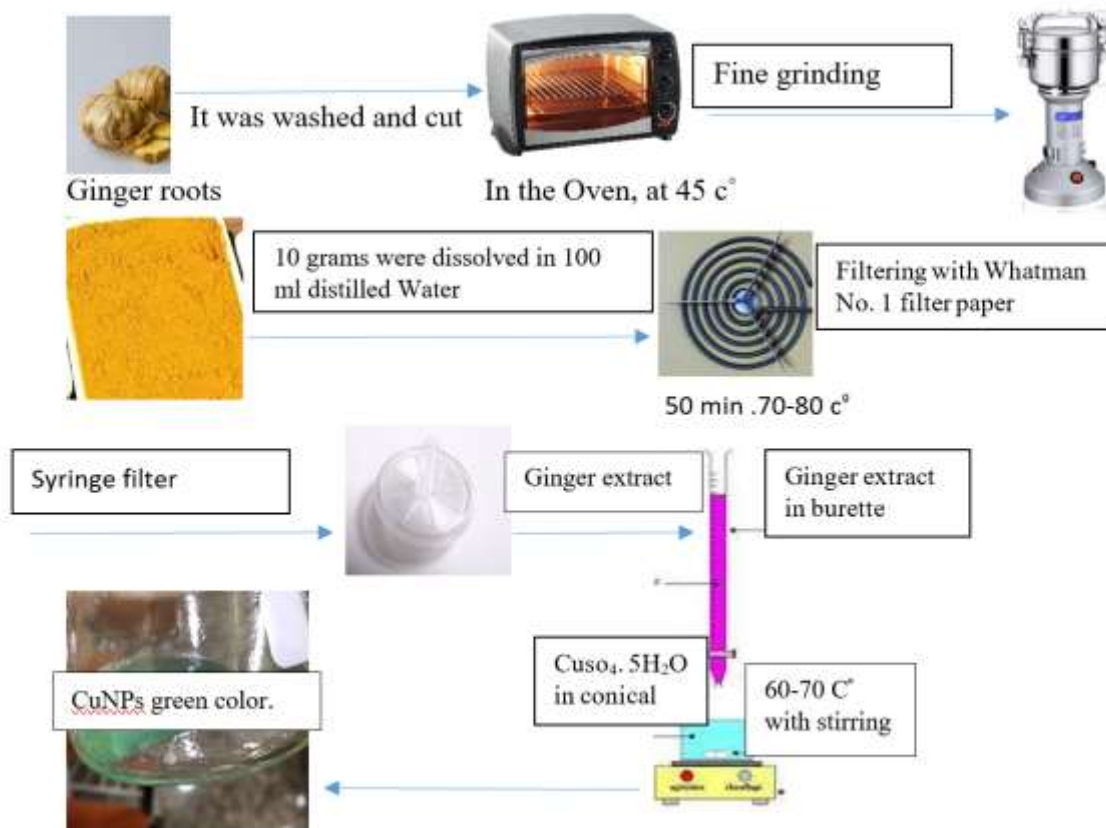 Fine grinding
It was washed and cut
Ginger roots
In the Oven, at 45 c°
10 grams were dissolved in 100
ml distilled Water
Filtering with Whatman
No. 1 filter paper
50 min .70-80 c°
Syringe filter
Ginger extract
Ginger extract
in burette
Cuso₄. 5H₂O
in conical
60-70 C°
with stirring
CuNPs green color.